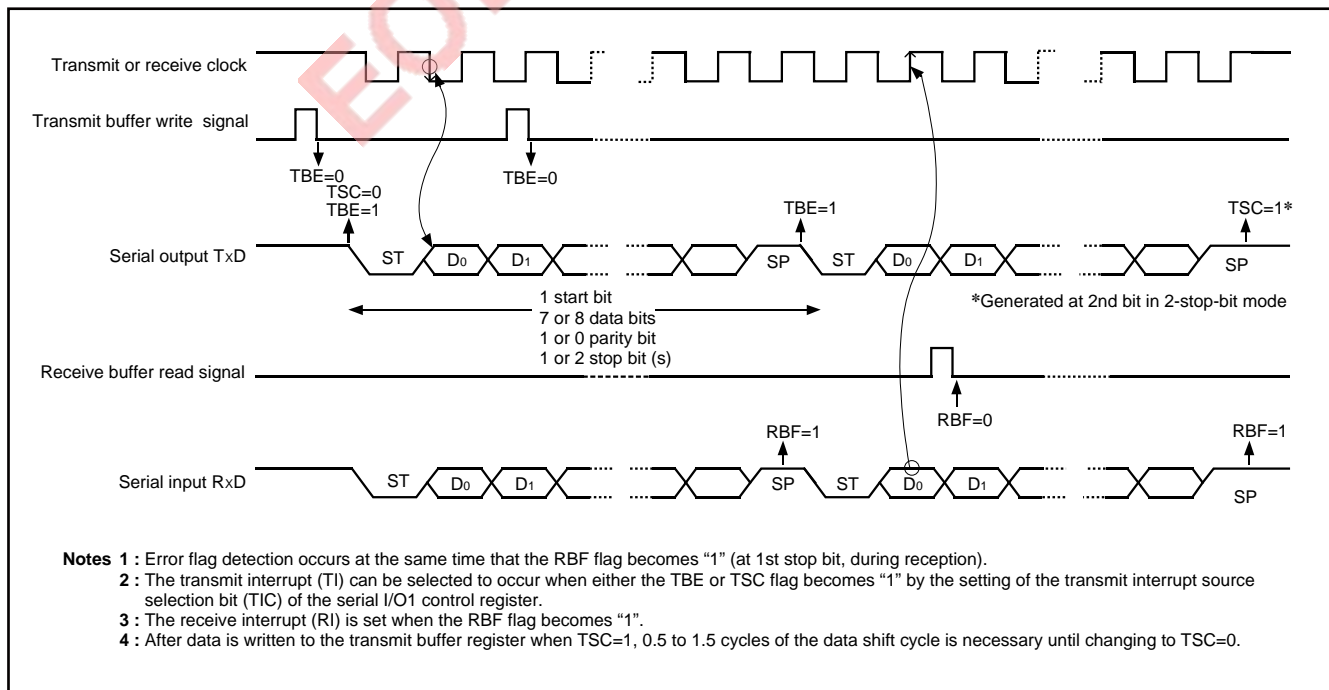 EOL
Transmit or receive clock
Transmit buffer write signal
TBE=0
TSC=0
TBE=1
TBE=0
TBE=1
TSC=1*
Serial output TxD
ST
D0
D1
SP
ST
D0
D1
SP
1 start bit
7 or 8 data bits
1 or 0 parity bit
1 or 2 stop bit (s)
*Generated at 2nd bit in 2-stop-bit mode
Receive buffer read signal
RBF=0
RBF=1
RBF=1
Serial input RxD
ST
D0
D1
SP
ST
D0
D1
SP
Notes 1 : Error flag detection occurs at the same time that the RBF flag becomes “1” (at 1st stop bit, during reception).
2 : The transmit interrupt (TI) can be selected to occur when either the TBE or TSC flag becomes “1” by the setting of the transmit interrupt source
selection bit (TIC) of the serial I/O1 control register.
3 : The receive interrupt (RI) is set when the RBF flag becomes “1”.
4 : After data is written to the transmit buffer register when TSC=1, 0.5 to 1.5 cycles of the data shift cycle is necessary until changing to TSC=0.